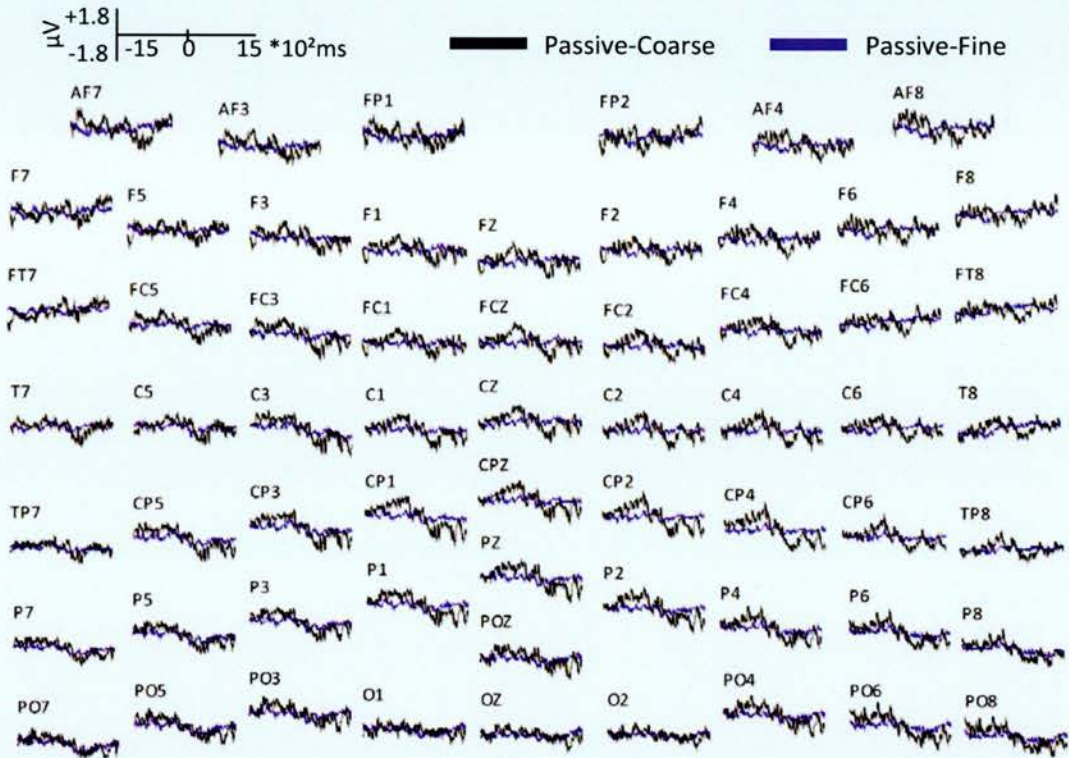 +1.8
μV
-1.8
-15 0 15 *10²ms
Passive-Coarse Passive-Fine
AF7 AF3 FP1 FP2 AF4 AF8
F7 F5 F3 F1 FZ F2 F4 F6 F8
FT7 FC5 FC3 FC1 FCZ FC2 FC4 FC6 FT8
T7 C5 C3 C1 CZ C2 C4 C6 T8
TP7 CP5 CP3 CP1 CPZ CP2 CP4 CP6 TP8
P7 P5 P3 P1 PZ P2 P4 P6 P8
POZ
PO7 PO5 PO3 O1 OZ O2 PO4 PO6 PO8